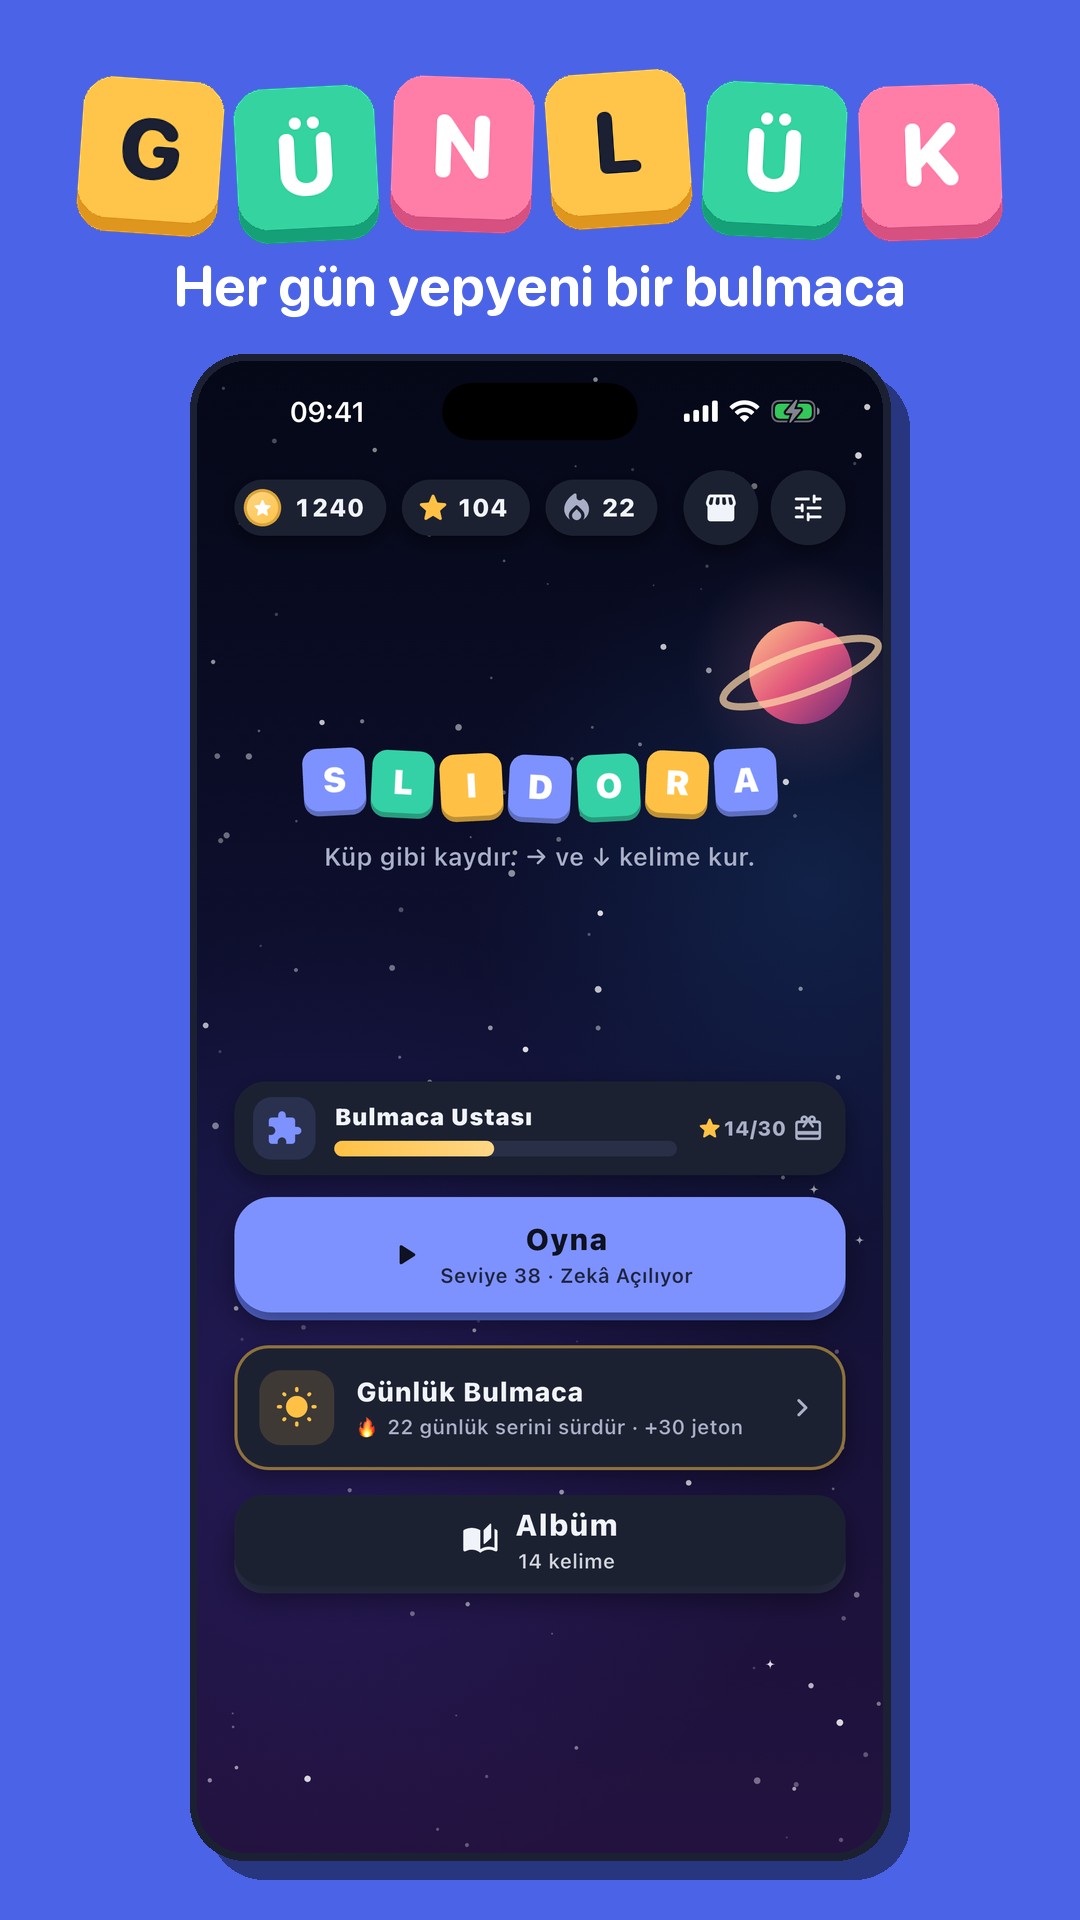 GÜNLÜK
Her gün yepyeni bir bulmaca
09:41
1240 104 22
SLIDORA
Küp gibi kaydır: → ve ↓ kelime kur.
Bulmaca Ustası
14/30
Oyna
Seviye 38 · Zekâ Açılıyor
Günlük Bulmaca
🔥 22 günlük serini sürdür · +30 jeton
Albüm
14 kelime